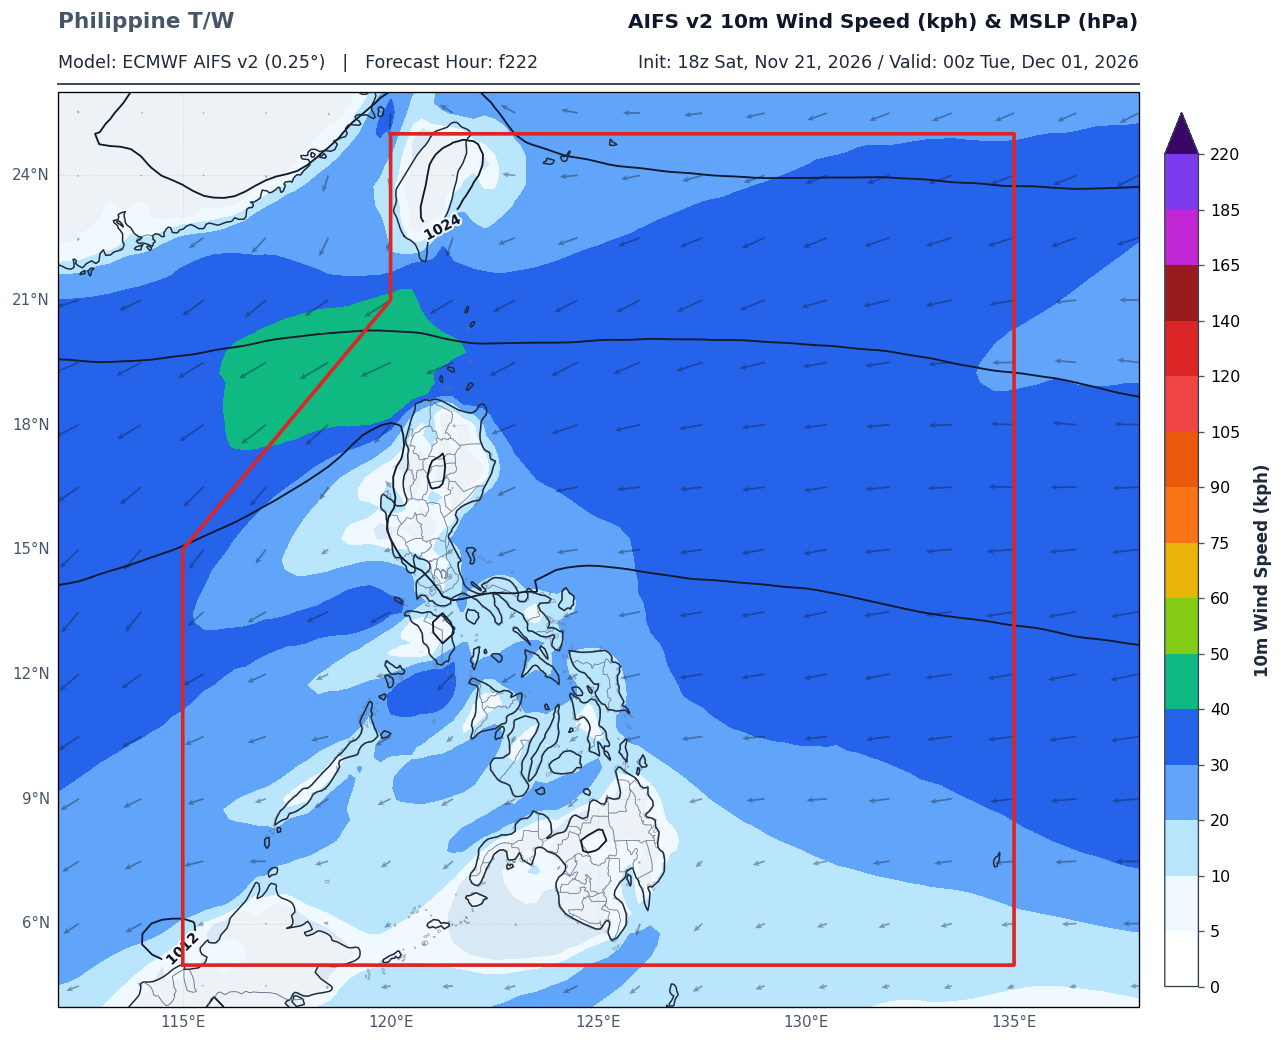 Philippine T/W
AIFS v2 10m Wind Speed (kph) & MSLP (hPa)
Model: ECMWF AIFS v2 (0.25°)   |   Forecast Hour: f222
Init: 18z Sat, Nov 21, 2026 / Valid: 00z Tue, Dec 01, 2026
24°N
21°N
18°N
15°N
12°N
9°N
6°N
115°E
120°E
125°E
130°E
135°E
1024
1012
220
185
165
140
120
105
90
75
60
50
40
30
20
10
5
0
10m Wind Speed (kph)